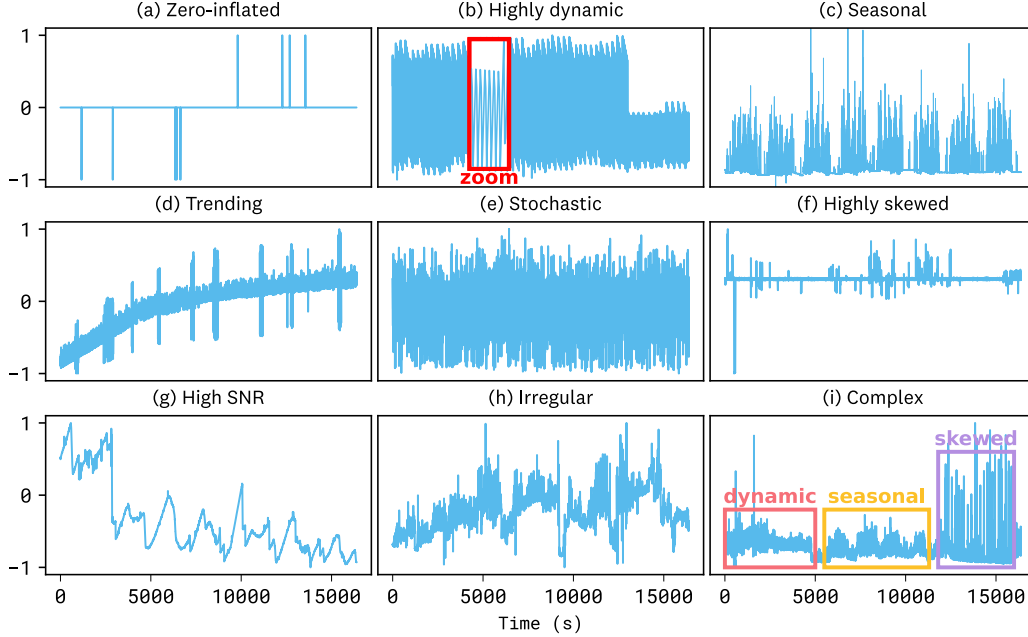 (a) Zero-inflated
(b) Highly dynamic
(c) Seasonal
1
0
−1
zoom
(d) Trending
(e) Stochastic
(f) Highly skewed
1
0
−1
(g) High SNR
(h) Irregular
(i) Complex
1
0
−1
dynamic
seasonal
skewed
0 5000 10000 15000
0 5000 10000 15000
0 5000 10000 15000
Time (s)